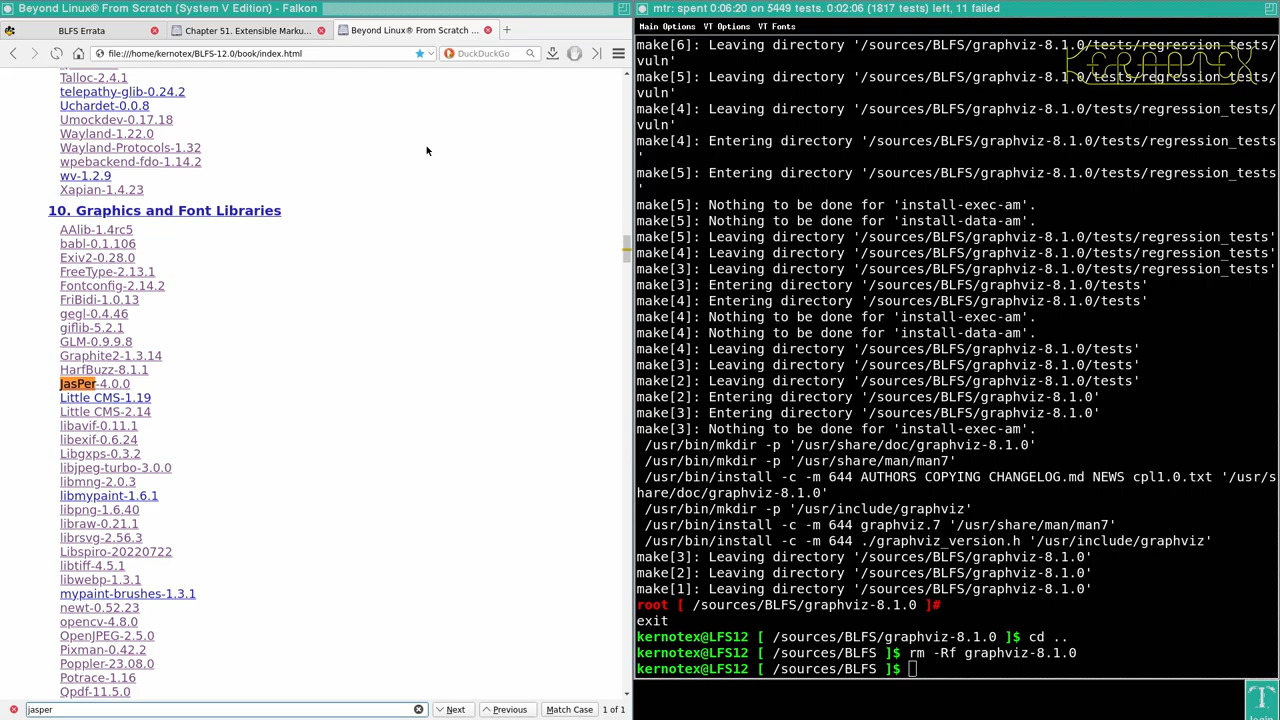 Beyond Linux® From Scratch (System V Edition) - Falkon
BLFS Errata
Chapter 51. Extensible Marku...
Beyond Linux® From Scratch ...
file:///home/kernotex/BLFS-12.0/book/index.html
DuckDuckGo
Talloc-2.4.1
telepathy-glib-0.24.2
Uchardet-0.0.8
Umockdev-0.17.18
Wayland-1.22.0
Wayland-Protocols-1.32
wpebackend-fdo-1.14.2
wv-1.2.9
Xapian-1.4.23
10. Graphics and Font Libraries
AAlib-1.4rc5
babl-0.1.106
Exiv2-0.28.0
FreeType-2.13.1
Fontconfig-2.14.2
FriBidi-1.0.13
gegl-0.4.46
giflib-5.2.1
GLM-0.9.9.8
Graphite2-1.3.14
HarfBuzz-8.1.1
JasPer-4.0.0
Little CMS-1.19
Little CMS-2.14
libavif-0.11.1
libexif-0.6.24
Libgxps-0.3.2
libjpeg-turbo-3.0.0
libmng-2.0.3
libmypaint-1.6.1
libpng-1.6.40
libraw-0.21.1
librsvg-2.56.3
Libspiro-20220722
libtiff-4.5.1
libwebp-1.3.1
mypaint-brushes-1.3.1
newt-0.52.23
opencv-4.8.0
OpenJPEG-2.5.0
Pixman-0.42.2
Poppler-23.08.0
Potrace-1.16
Qpdf-11.5.0
jasper
Next
Previous
Match Case
1 of 1
mtr: spent 0:06:20 on 5449 tests. 0:02:06 (1817 tests) left, 11 failed
Main Options VT Options VT Fonts
make[6]: Leaving directory '/sources/BLFS/graphviz-8.1.0/tests/regression_tests/
vuln'
make[5]: Leaving directory '/sources/BLFS/graphviz-8.1.0/tests/regression_tests/
vuln'
make[4]: Leaving directory '/sources/BLFS/graphviz-8.1.0/tests/regression_tests/
vuln'
make[4]: Entering directory '/sources/BLFS/graphviz-8.1.0/tests/regression_tests
'
make[5]: Entering directory '/sources/BLFS/graphviz-8.1.0/tests/regression_tests
'
make[5]: Nothing to be done for 'install-exec-am'.
make[5]: Nothing to be done for 'install-data-am'.
make[5]: Leaving directory '/sources/BLFS/graphviz-8.1.0/tests/regression_tests'
make[4]: Leaving directory '/sources/BLFS/graphviz-8.1.0/tests/regression_tests'
make[3]: Leaving directory '/sources/BLFS/graphviz-8.1.0/tests/regression_tests'
make[3]: Entering directory '/sources/BLFS/graphviz-8.1.0/tests'
make[4]: Entering directory '/sources/BLFS/graphviz-8.1.0/tests'
make[4]: Nothing to be done for 'install-exec-am'.
make[4]: Nothing to be done for 'install-data-am'.
make[4]: Leaving directory '/sources/BLFS/graphviz-8.1.0/tests'
make[3]: Leaving directory '/sources/BLFS/graphviz-8.1.0/tests'
make[2]: Leaving directory '/sources/BLFS/graphviz-8.1.0/tests'
make[2]: Entering directory '/sources/BLFS/graphviz-8.1.0'
make[3]: Entering directory '/sources/BLFS/graphviz-8.1.0'
make[3]: Nothing to be done for 'install-exec-am'.
/usr/bin/mkdir -p '/usr/share/doc/graphviz-8.1.0'
/usr/bin/mkdir -p '/usr/share/man/man7'
/usr/bin/install -c -m 644 AUTHORS COPYING CHANGELOG.md NEWS cpl1.0.txt '/usr/s
hare/doc/graphviz-8.1.0'
/usr/bin/mkdir -p '/usr/include/graphviz'
/usr/bin/install -c -m 644 graphviz.7 '/usr/share/man/man7'
/usr/bin/install -c -m 644 ./graphviz_version.h '/usr/include/graphviz'
make[3]: Leaving directory '/sources/BLFS/graphviz-8.1.0'
make[2]: Leaving directory '/sources/BLFS/graphviz-8.1.0'
make[1]: Leaving directory '/sources/BLFS/graphviz-8.1.0'
root [ /sources/BLFS/graphviz-8.1.0 ]#
exit
kernotex@LFS12 [ /sources/BLFS/graphviz-8.1.0 ]$ cd ..
kernotex@LFS12 [ /sources/BLFS ]$ rm -Rf graphviz-8.1.0
kernotex@LFS12 [ /sources/BLFS ]$
KERNOTEX
login